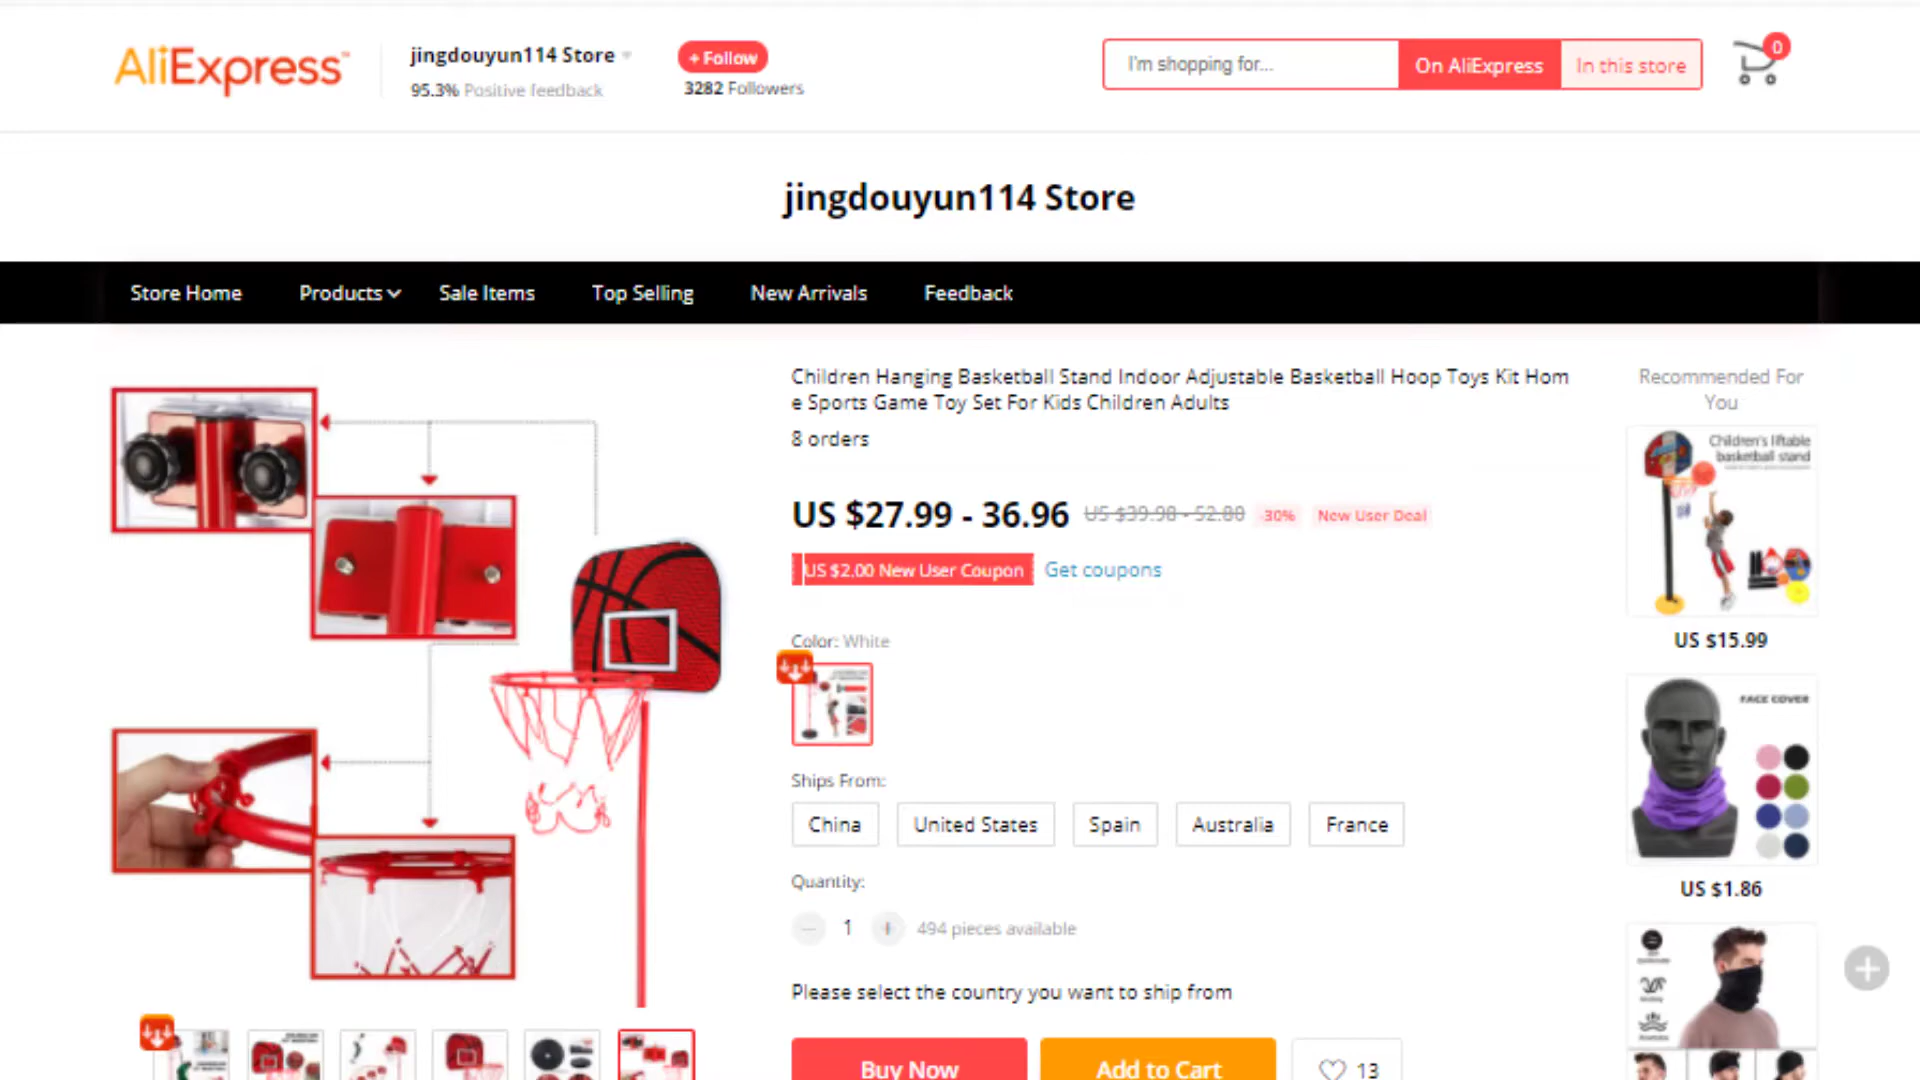 AliExpress™
jingdouyun114 Store
95.3% Positive feedback
+ Follow
3282 Followers
I'm shopping for...
On AliExpress
In this store
0
jingdouyun114 Store
Store Home
Products
Sale Items
Top Selling
New Arrivals
Feedback
Children Hanging Basketball Stand Indoor Adjustable Basketball Hoop Toys Kit Hom
e Sports Game Toy Set For Kids Children Adults
8 orders
US $27.99 - 36.96 US $39.98 - 52.80 -30% New User Deal
US $2.00 New User Coupon Get coupons
Color: White
Ships From:
China
United States
Spain
Australia
France
Quantity:
1
494 pieces available
Please select the country you want to ship from
Buy Now
Add to Cart
13
Recommended For
You
Children's liftable
basketball stand
US $15.99
FACE COVER
US $1.86